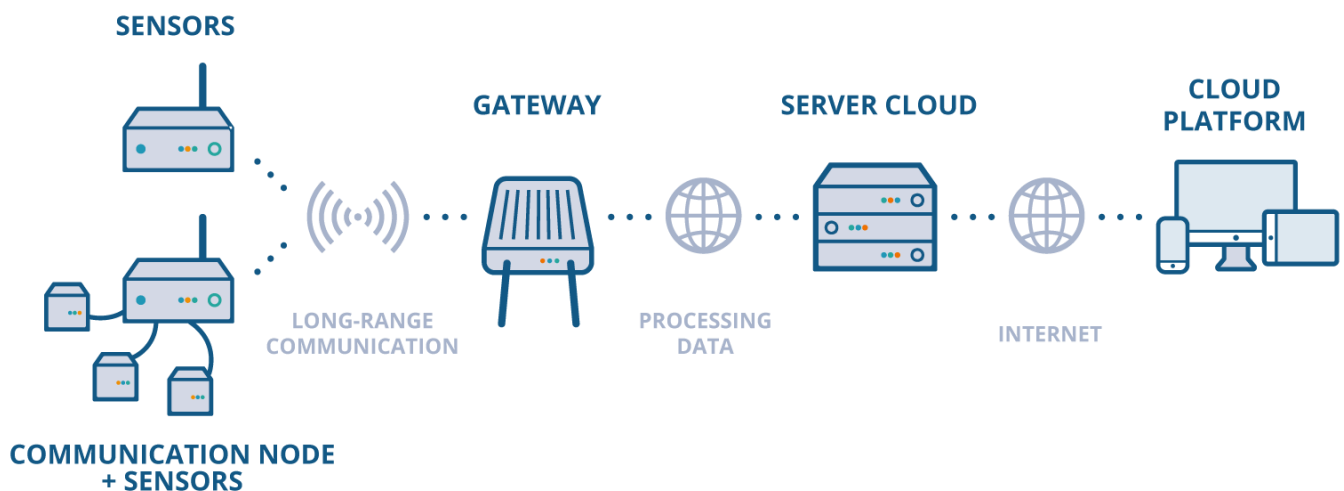 SENSORS
GATEWAY
SERVER CLOUD
CLOUD
PLATFORM
LONG-RANGE
COMMUNICATION
PROCESSING
DATA
INTERNET
COMMUNICATION NODE
+ SENSORS